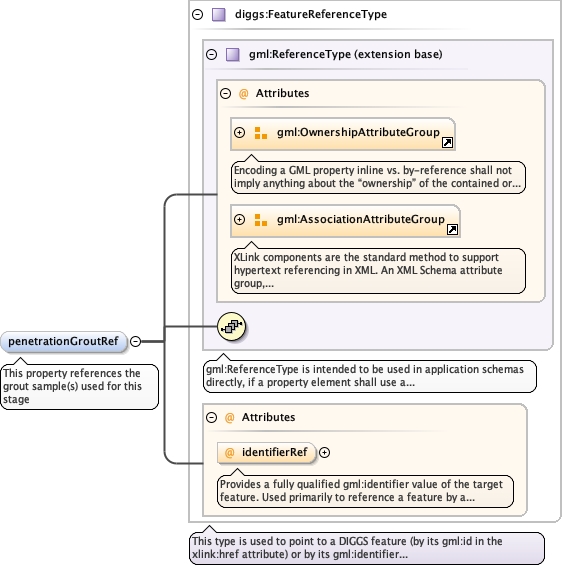 diggs:FeatureReferenceType
gml:ReferenceType (extension base)
@ Attributes
gml:OwnershipAttributeGroup
Encoding a GML property inline vs. by-reference shall not
imply anything about the “ownership” of the contained or...
gml:AssociationAttributeGroup
XLink components are the standard method to support
hypertext referencing in XML. An XML Schema attribute
group,...
penetrationGroutRef
This property references the
grout sample(s) used for this
stage
gml:ReferenceType is intended to be used in application schemas
directly, if a property element shall use a...
@ Attributes
@ identifierRef
Provides a fully qualified gml:identifier value of the target
feature. Used primarily to reference a feature by a...
This type is used to point to a DIGGS feature (by its gml:id in the
xlink:href attribute) or by its gml:identifier...